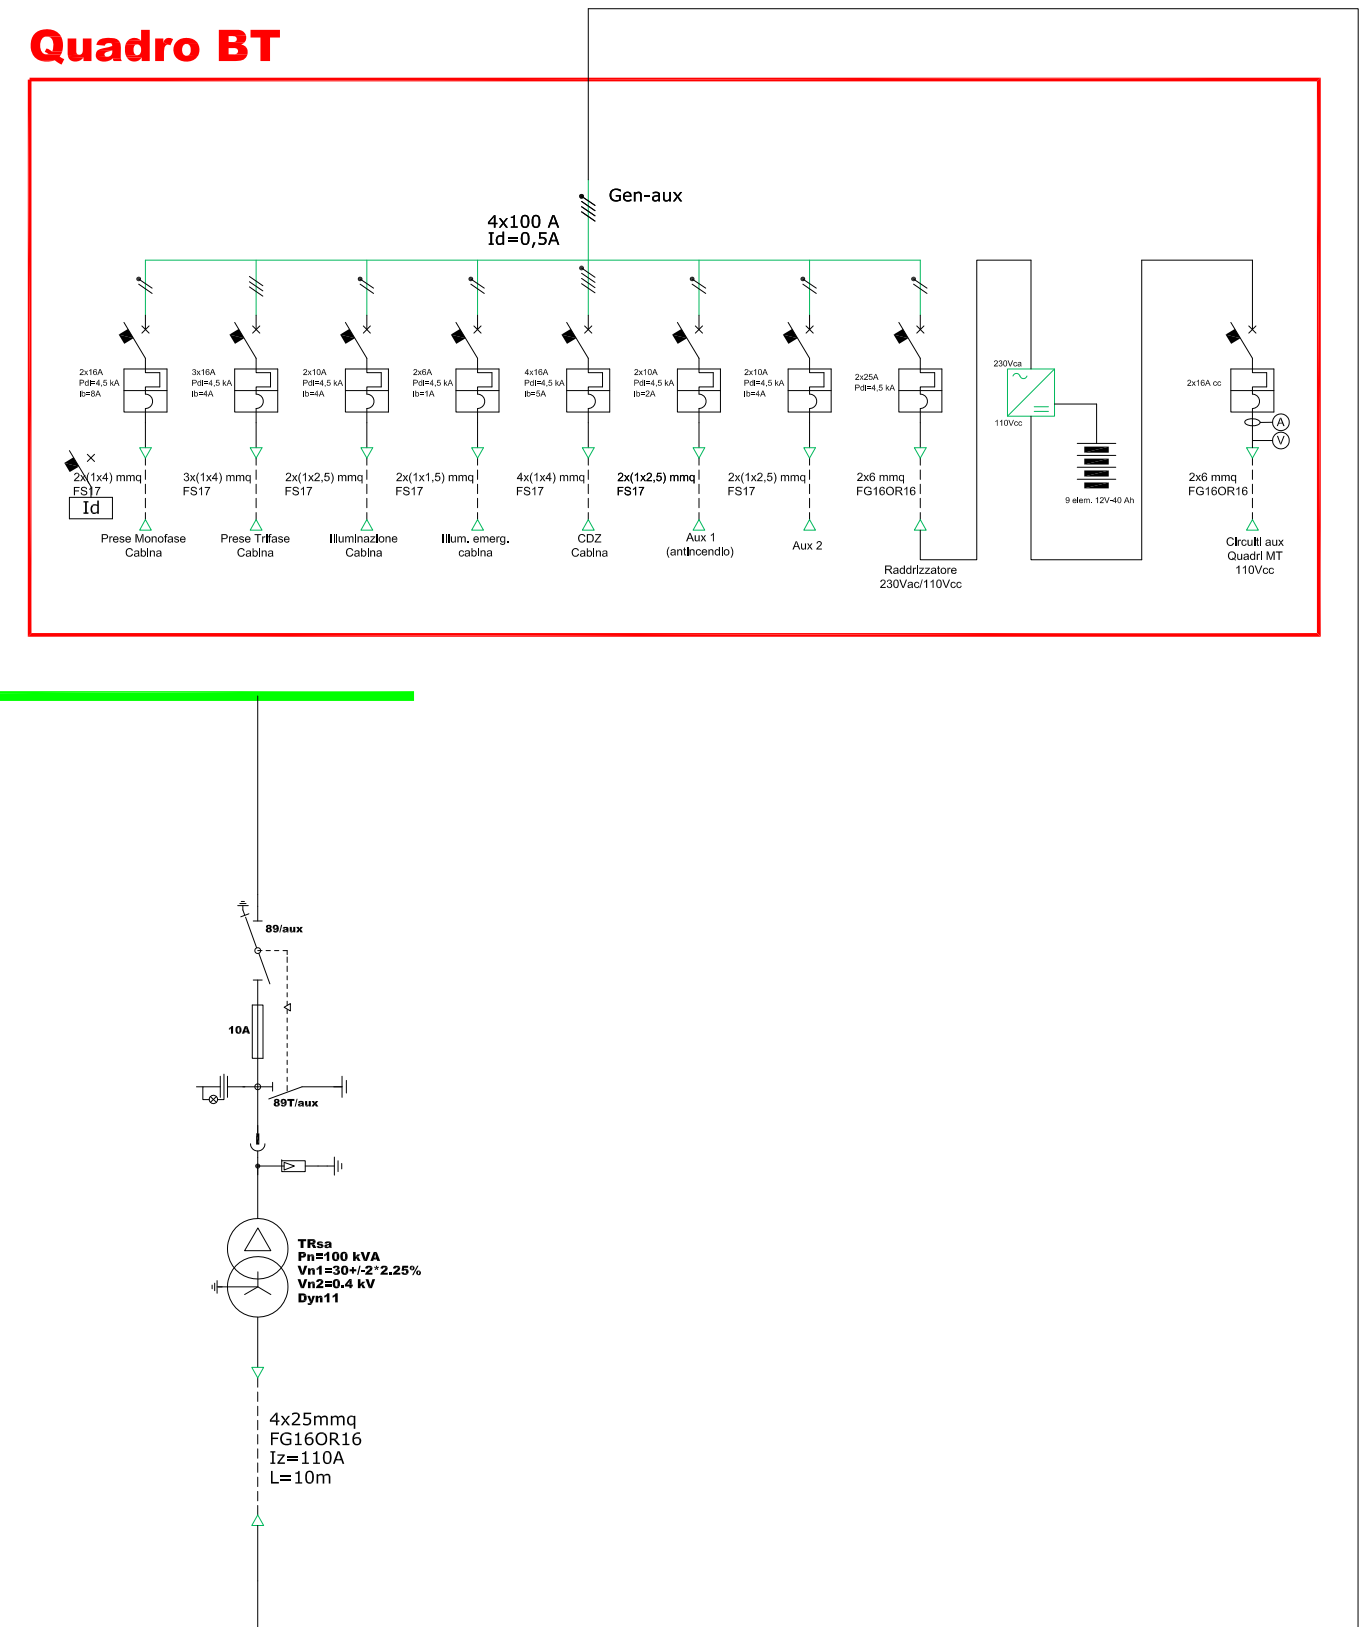 Quadro BT
Gen-aux
4x100 A
Id=0,5A
2x16A
PdI=4,5 kA
Ib=8A
3x16A
PdI=4,5 kA
Ib=4A
2x10A
PdI=4,5 kA
Ib=4A
2x6A
PdI=4,5 kA
Ib=1A
4x16A
PdI=4,5 kA
Ib=5A
2x10A
PdI=4,5 kA
Ib=2A
2x10A
PdI=4,5 kA
Ib=4A
2x25A
PdI=4,5 kA
230Vca
110Vcc
2x16A cc
A
V
2x(1x4) mmq
FS17
Id
3x(1x4) mmq
FS17
2x(1x2,5) mmq
FS17
2x(1x1,5) mmq
FS17
4x(1x4) mmq
FS17
2x(1x2,5) mmq
FS17
2x(1x2,5) mmq
FS17
2x6 mmq
FG16OR16
9 elem. 12V-40 Ah
2x6 mmq
FG16OR16
Prese Monofase
Cabina
Prese Trifase
Cabina
Illuminazione
Cabina
Illum. emerg.
cabina
CDZ
Cabina
Aux 1
(antincendio)
Aux 2
Raddrizzatore
230Vac/110Vcc
Circuiti aux
Quadri MT
110Vcc
89/aux
10A
89T/aux
TRsa
Pn=100 kVA
Vn1=30+/-2*2.25%
Vn2=0.4 kV
Dyn11
4x25mmq
FG16OR16
Iz=110A
L=10m